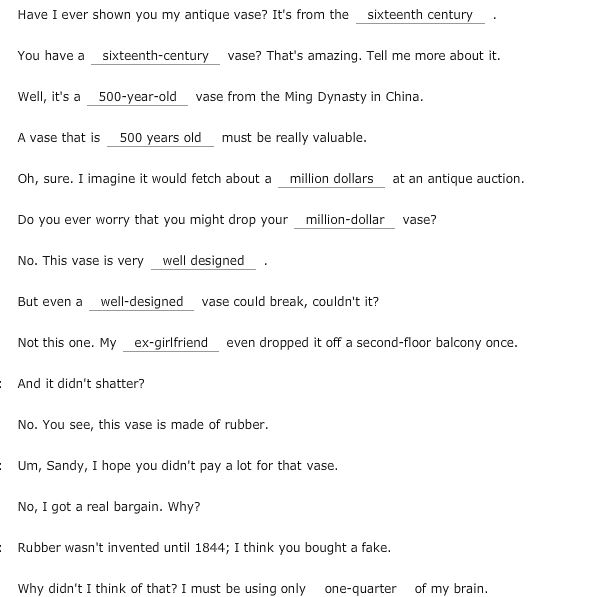 Have I ever shown you my antique vase? It's from the sixteenth century .
You have a sixteenth-century vase? That's amazing. Tell me more about it.
Well, it's a 500-year-old vase from the Ming Dynasty in China.
A vase that is 500 years old must be really valuable.
Oh, sure. I imagine it would fetch about a million dollars at an antique auction.
Do you ever worry that you might drop your million-dollar vase?
No. This vase is very well designed .
But even a well-designed vase could break, couldn't it?
Not this one. My ex-girlfriend even dropped it off a second-floor balcony once.
: And it didn't shatter?
No. You see, this vase is made of rubber.
: Um, Sandy, I hope you didn't pay a lot for that vase.
No, I got a real bargain. Why?
: Rubber wasn't invented until 1844; I think you bought a fake.
Why didn't I think of that? I must be using only one-quarter of my brain.